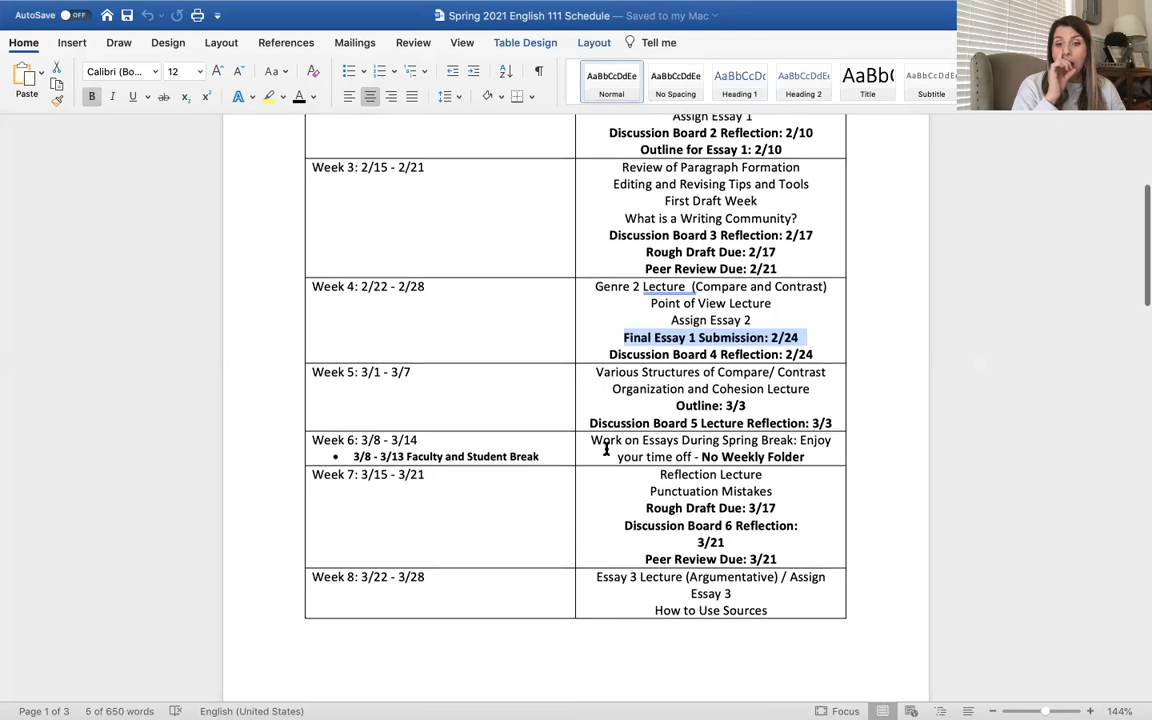 AutoSave OFF
Spring 2021 English 111 Schedule — Saved to my Mac
Home Insert Draw Design Layout References Mailings Review View Table Design Layout Tell me
Paste
Calibri (Bo... 12
A A Aa A
B I U ab x₂ x² A A
AaBbCcDdEe AaBbCcDdEe AaBbCcDc AaBbCcDdEe AaBbC AaBbCcDdEe
Normal No Spacing Heading 1 Heading 2 Title Subtitle
Assign Essay 1
Discussion Board 2 Reflection: 2/10
Outline for Essay 1: 2/10
Week 3: 2/15 - 2/21
Review of Paragraph Formation
Editing and Revising Tips and Tools
First Draft Week
What is a Writing Community?
Discussion Board 3 Reflection: 2/17
Rough Draft Due: 2/17
Peer Review Due: 2/21
Week 4: 2/22 - 2/28
Genre 2 Lecture (Compare and Contrast)
Point of View Lecture
Assign Essay 2
Final Essay 1 Submission: 2/24
Discussion Board 4 Reflection: 2/24
Week 5: 3/1 - 3/7
Various Structures of Compare/ Contrast
Organization and Cohesion Lecture
Outline: 3/3
Discussion Board 5 Lecture Reflection: 3/3
Week 6: 3/8 - 3/14
• 3/8 - 3/13 Faculty and Student Break
Work on Essays During Spring Break: Enjoy
your time off - No Weekly Folder
Week 7: 3/15 - 3/21
Reflection Lecture
Punctuation Mistakes
Rough Draft Due: 3/17
Discussion Board 6 Reflection:
3/21
Peer Review Due: 3/21
Week 8: 3/22 - 3/28
Essay 3 Lecture (Argumentative) / Assign
Essay 3
How to Use Sources
Page 1 of 3 5 of 650 words English (United States) Focus 144%